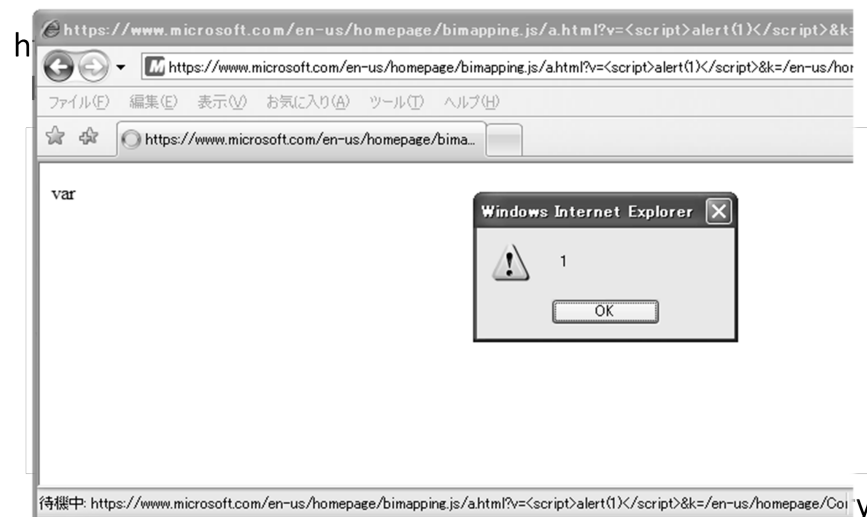 https://www.microsoft.com/en-us/homepage/bimapping.js/a.html?v=<script>alert(1)</script>&k=
h
https://www.microsoft.com/en-us/homepage/bimapping.js/a.html?v=<script>alert(1)</script>&k=/en-us/hor
ファイル(F) 編集(E) 表示(V) お気に入り(A) ツール(T) ヘルプ(H)
https://www.microsoft.com/en-us/homepage/bima...
var
Windows Internet Explorer
1
OK
待機中: https://www.microsoft.com/en-us/homepage/bimapping.js/a.html?v=<script>alert(1)</script>&k=/en-us/homepage/Cor